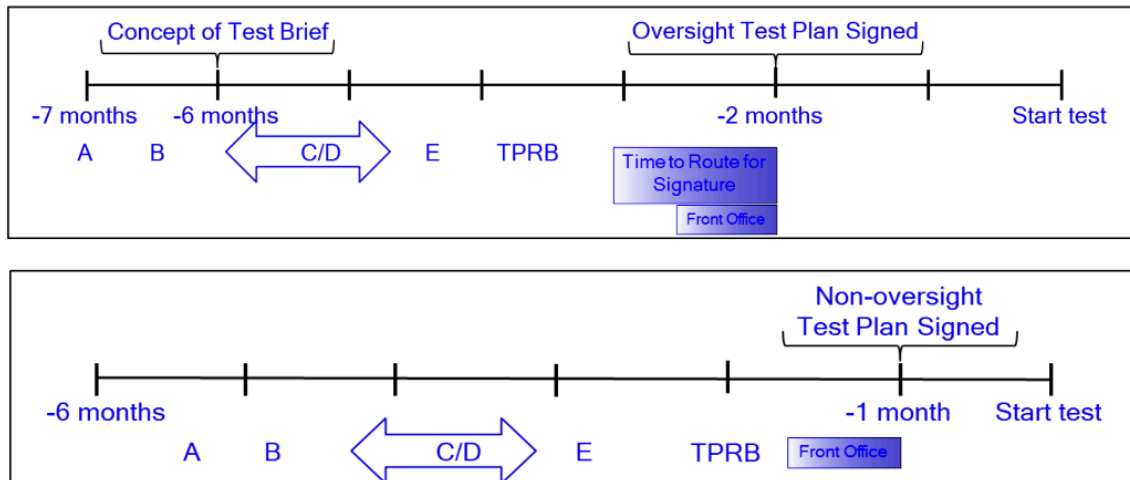 Concept of Test Brief
Oversight Test Plan Signed
-7 months
-6 months
-2 months
Start test
A
B
C/D
E
TPRB
Time to Route for
Signature
Front Office
Non-oversight
Test Plan Signed
-6 months
-1 month
Start test
A
B
C/D
E
TPRB
Front Office